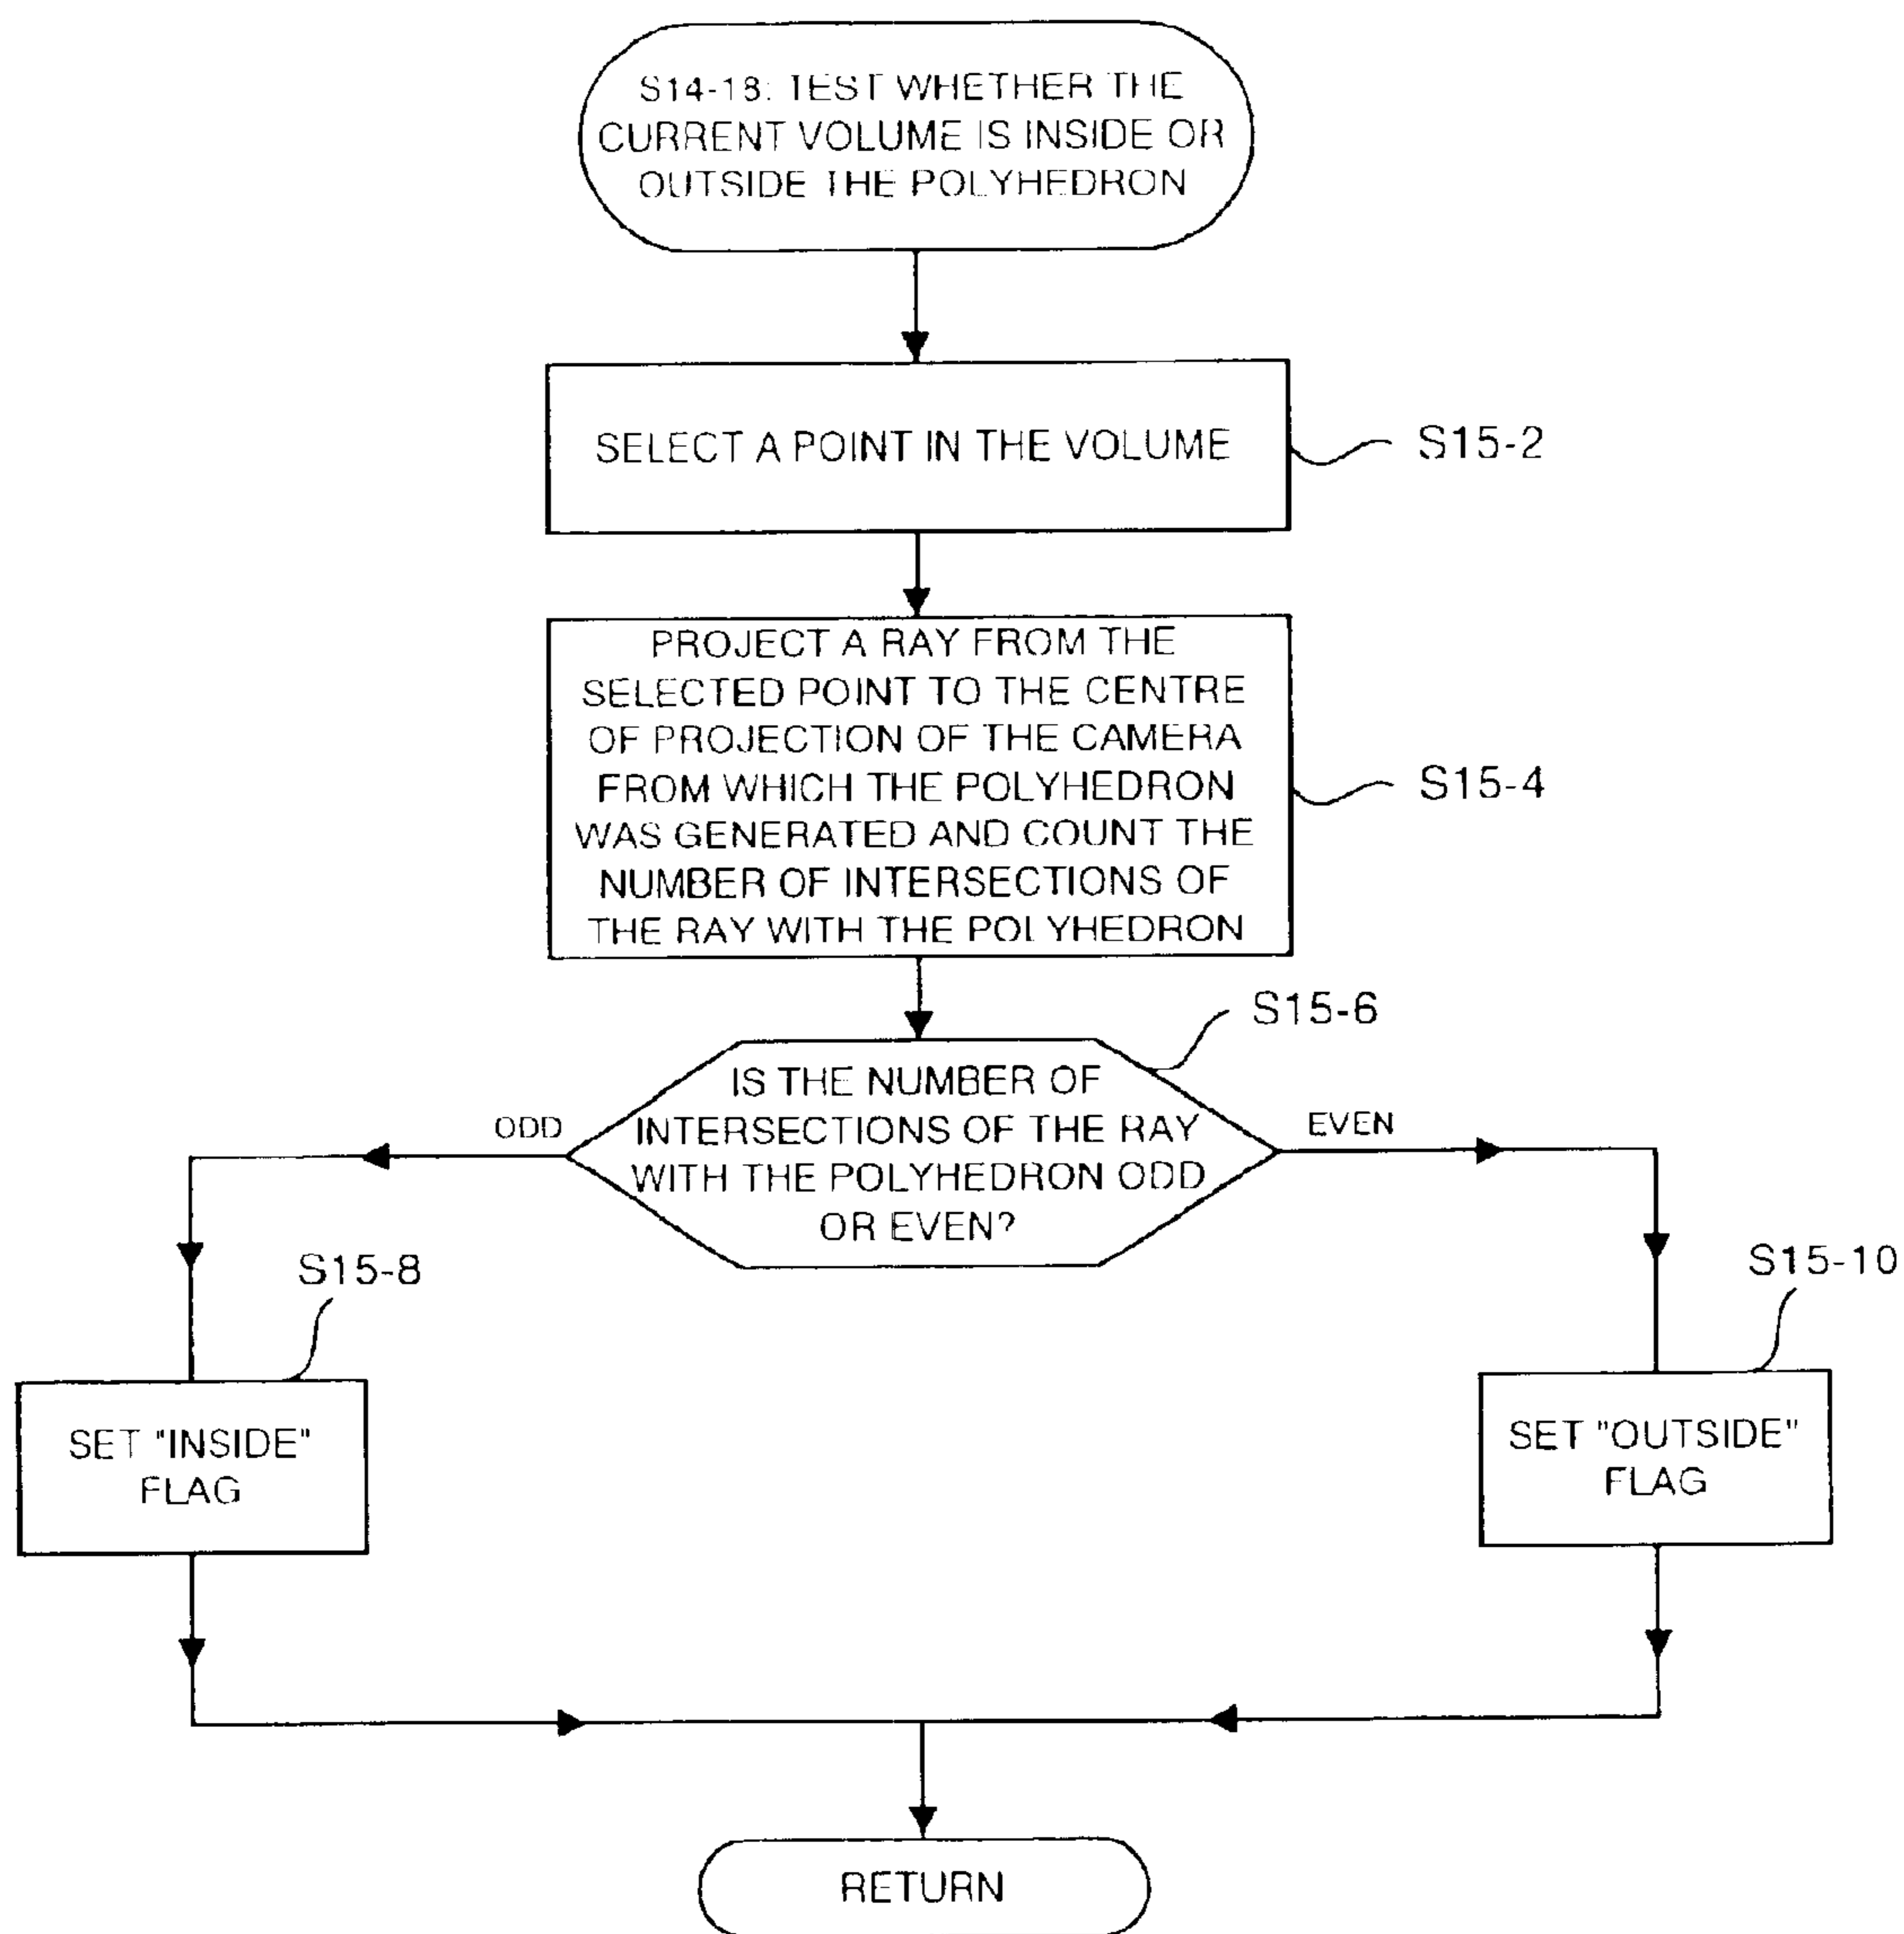 S14-18: TEST WHETHER THE
CURRENT VOLUME IS INSIDE OR
OUTSIDE THE POLYHEDRON
SELECT A POINT IN THE VOLUME
S15-2
PROJECT A RAY FROM THE
SELECTED POINT TO THE CENTRE
OF PROJECTION OF THE CAMERA
FROM WHICH THE POLYHEDRON
WAS GENERATED AND COUNT THE
NUMBER OF INTERSECTIONS OF
THE RAY WITH THE POLYHEDRON
S15-4
S15-6
IS THE NUMBER OF
INTERSECTIONS OF THE RAY
WITH THE POLYHEDRON ODD
OR EVEN?
ODD
EVEN
S15-8
S15-10
SET "INSIDE"
FLAG
SET "OUTSIDE"
FLAG
RETURN